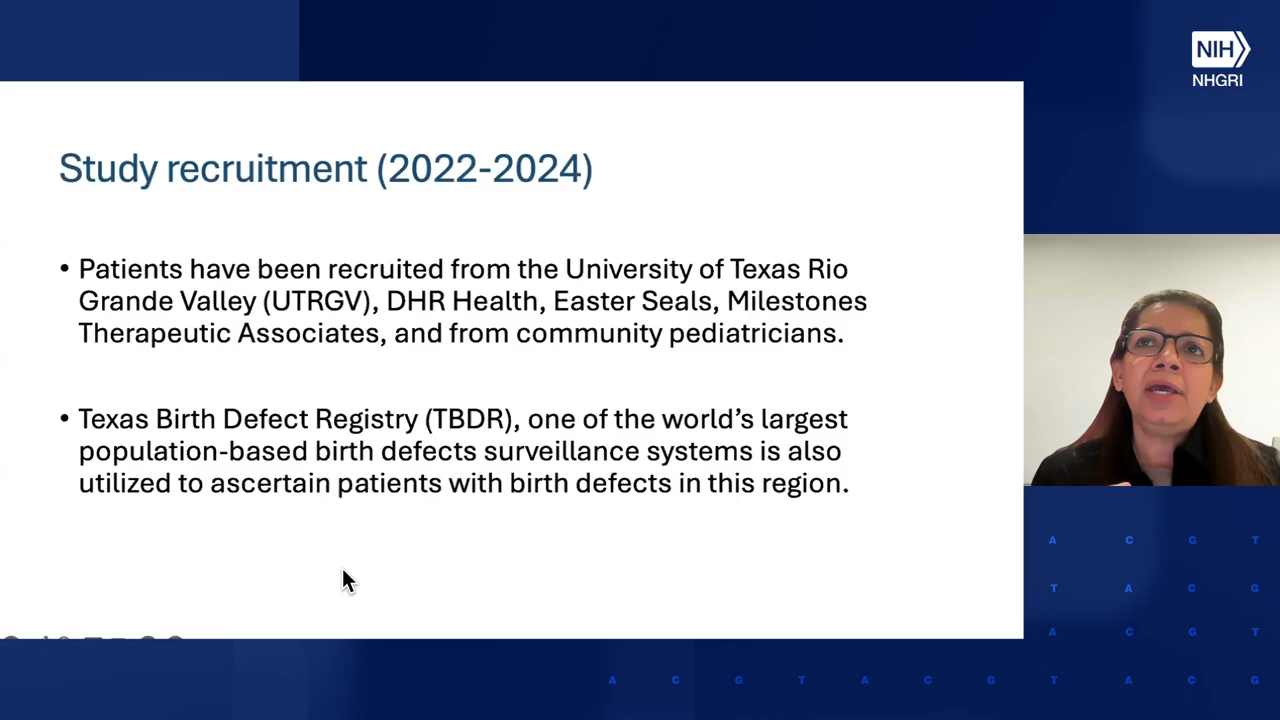 NIH
NHGRI
Study recruitment (2022-2024)
• Patients have been recruited from the University of Texas Rio
Grande Valley (UTRGV), DHR Health, Easter Seals, Milestones
Therapeutic Associates, and from community pediatricians.
• Texas Birth Defect Registry (TBDR), one of the world’s largest
population-based birth defects surveillance systems is also
utilized to ascertain patients with birth defects in this region.
A C G T
T A C G
A C G T
A C G T A C G T A C G